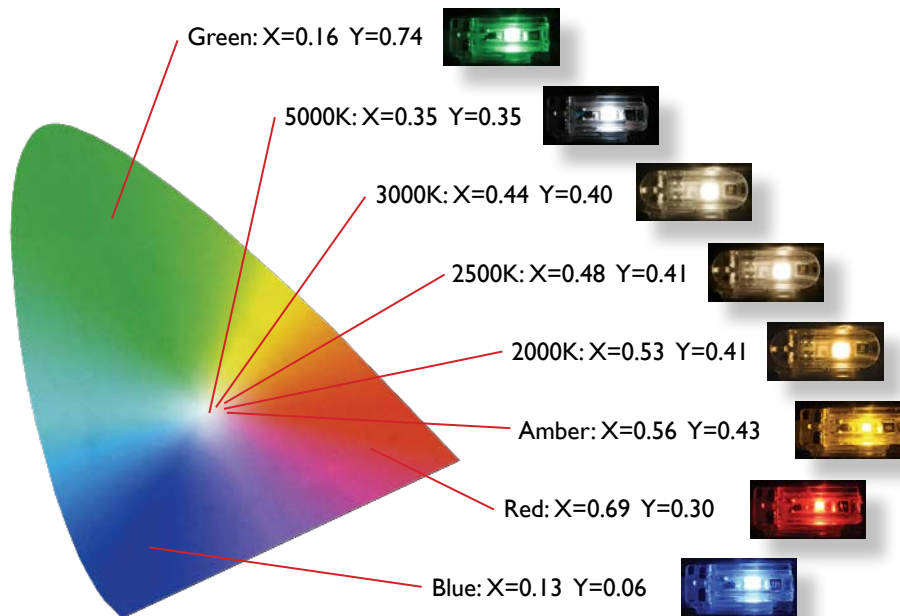 Green: X=0.16 Y=0.74
5000K: X=0.35 Y=0.35
3000K: X=0.44 Y=0.40
2500K: X=0.48 Y=0.41
2000K: X=0.53 Y=0.41
Amber: X=0.56 Y=0.43
Red: X=0.69 Y=0.30
Blue: X=0.13 Y=0.06